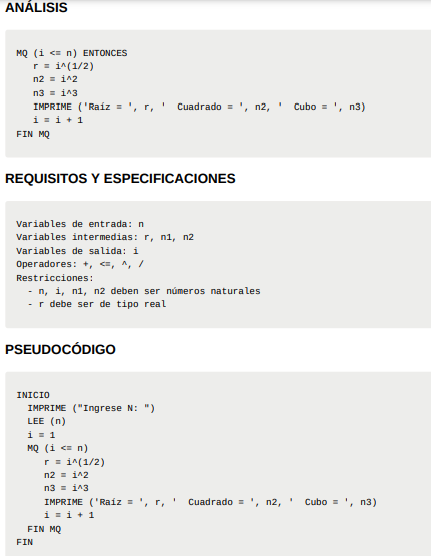 ANÁLISIS
MQ (i <= n) ENTONCES
r = i^(1/2)
n2 = i^2
n3 = i^3
IMPRIME ('Raíz = ', r, '  Cuadrado = ', n2, '  Cubo = ', n3)
i = i + 1
FIN MQ
REQUISITOS Y ESPECIFICACIONES
Variables de entrada: n
Variables intermedias: r, n1, n2
Variables de salida: i
Operadores: +, <=, ^, /
Restricciones:
- n, i, n1, n2 deben ser números naturales
- r debe ser de tipo real
PSEUDOCÓDIGO
INICIO
IMPRIME ("Ingrese N: ")
LEE (n)
i = 1
MQ (i <= n)
r = i^(1/2)
n2 = i^2
n3 = i^3
IMPRIME ('Raíz = ', r, '  Cuadrado = ', n2, '  Cubo = ', n3)
i = i + 1
FIN MQ
FIN